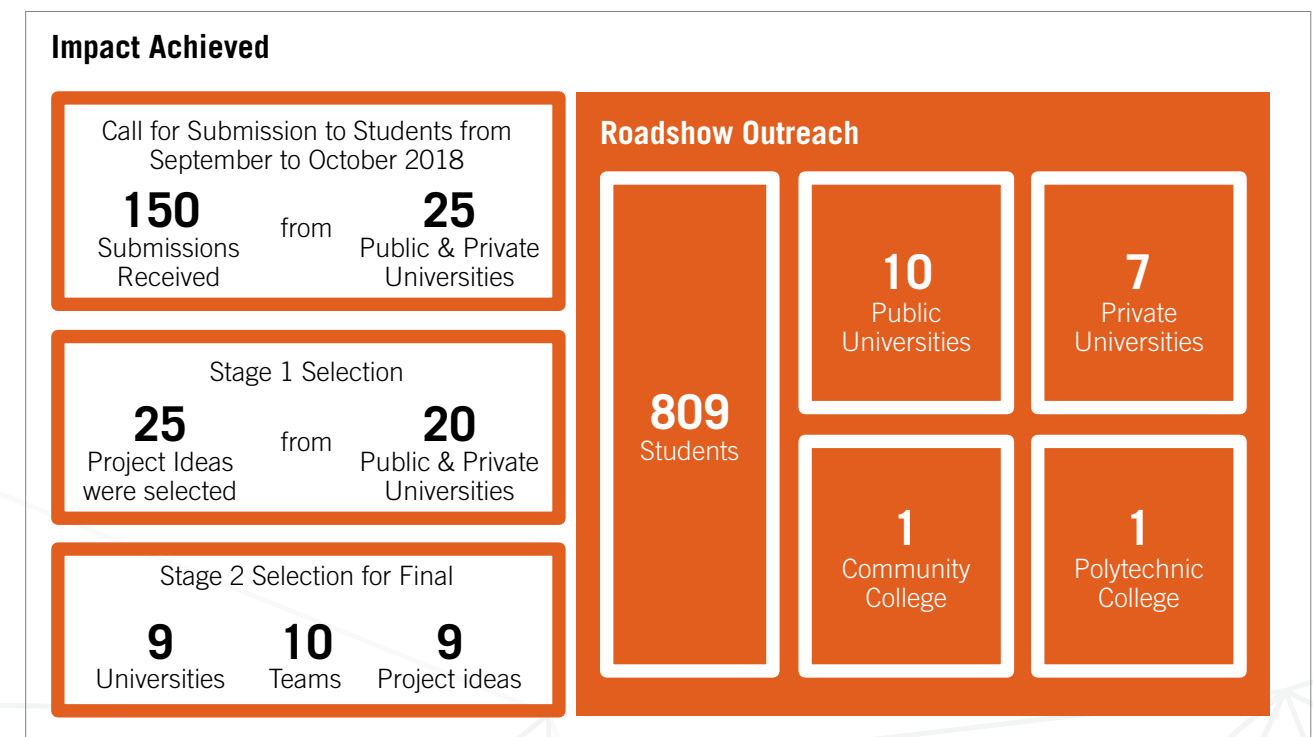 Impact Achieved
Call for Submission to Students from
September to October 2018
150
Submissions
Received
from
25
Public & Private
Universities
Stage 1 Selection
25
Project Ideas
were selected
from
20
Public & Private
Universities
Stage 2 Selection for Final
9
Universities
10
Teams
9
Project ideas
Roadshow Outreach
809
Students
10
Public
Universities
7
Private
Universities
1
Community
College
1
Polytechnic
College